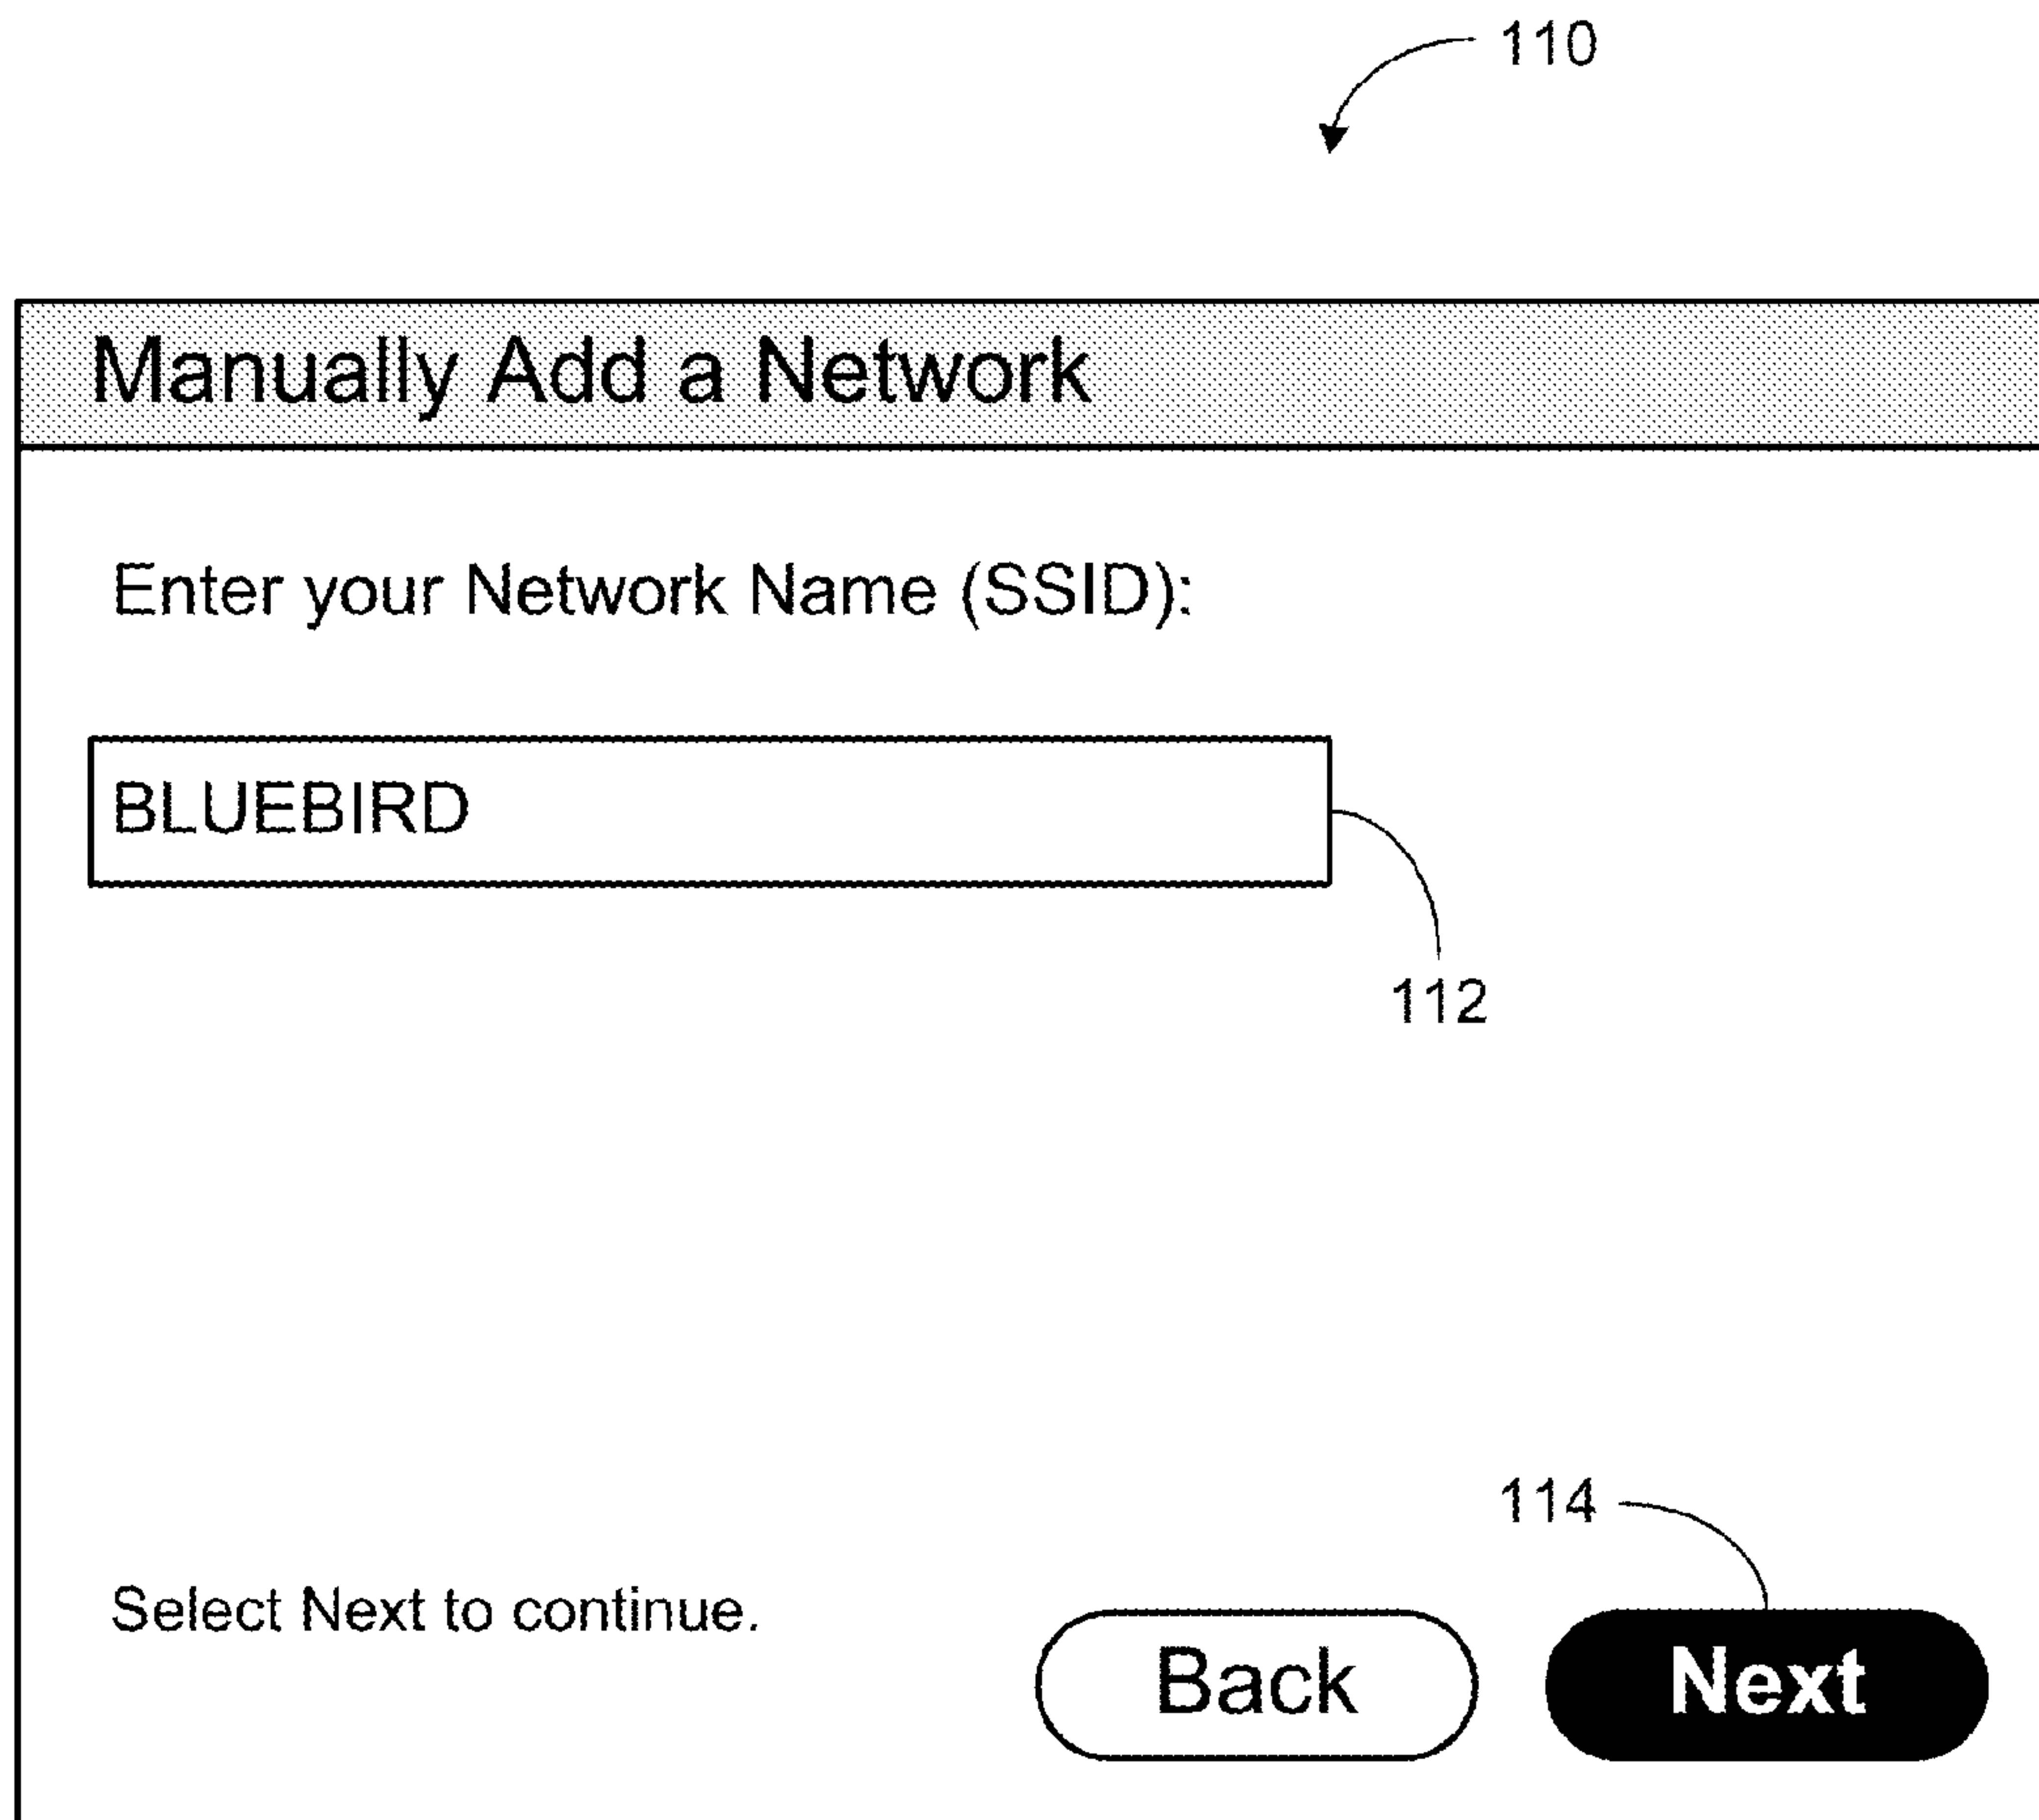 110
Manually Add a Network
Enter your Network Name (SSID):
BLUEBIRD
112
114
Select Next to continue.
Back
Next